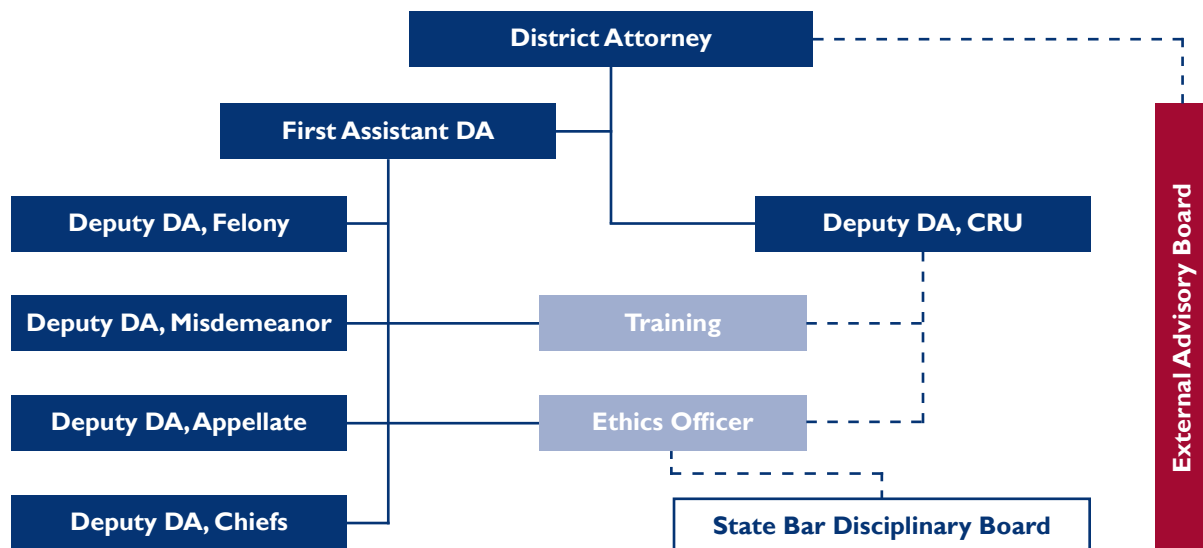 District Attorney
First Assistant DA
Deputy DA, Felony
Deputy DA, CRU
Deputy DA, Misdemeanor
Training
Deputy DA, Appellate
Ethics Officer
Deputy DA, Chiefs
State Bar Disciplinary Board
External Advisory Board